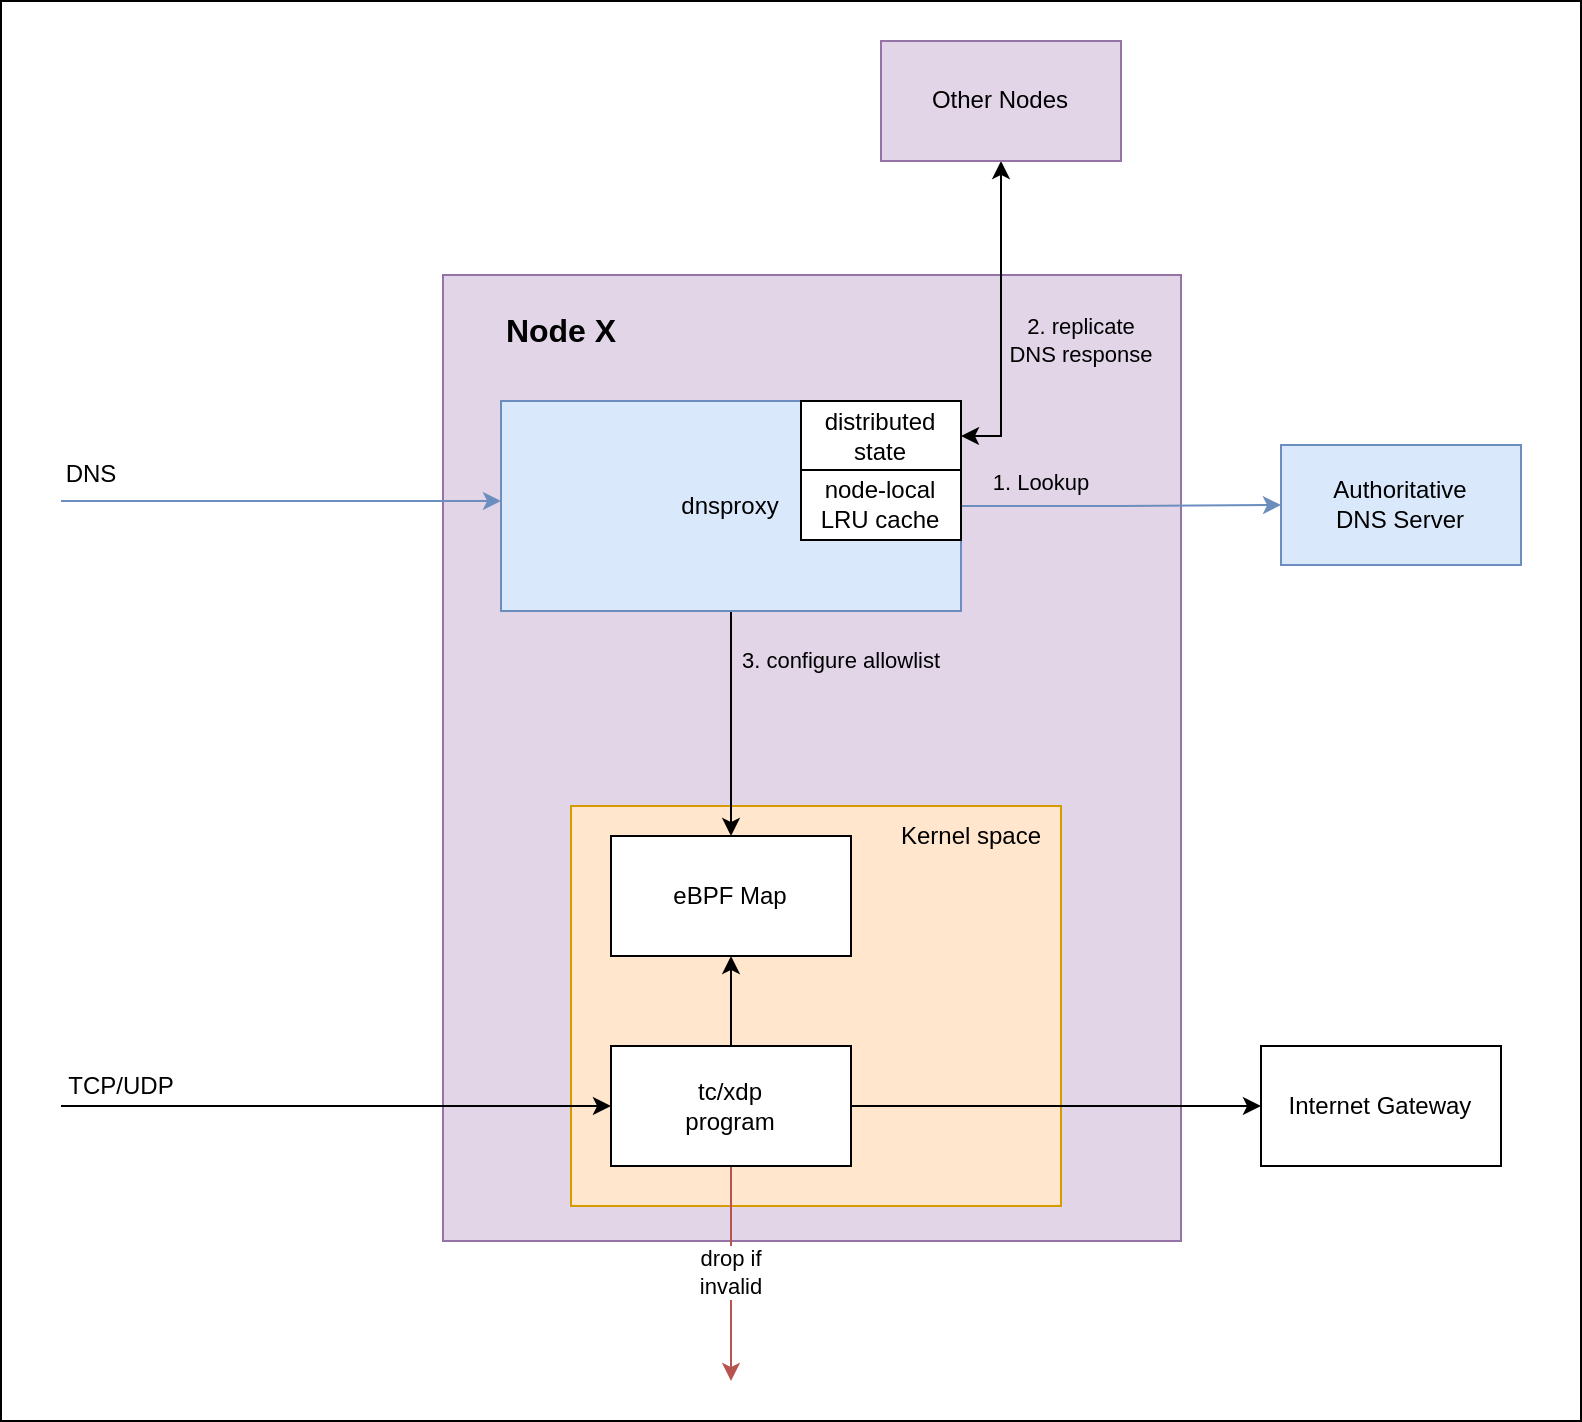 Other Nodes
Node X
2. replicate
DNS response
distributed
state
DNS
dnsproxy
node-local
LRU cache
1. Lookup
Authoritative
DNS Server
3. configure allowlist
Kernel space
eBPF Map
TCP/UDP
tc/xdp
program
Internet Gateway
drop if
invalid